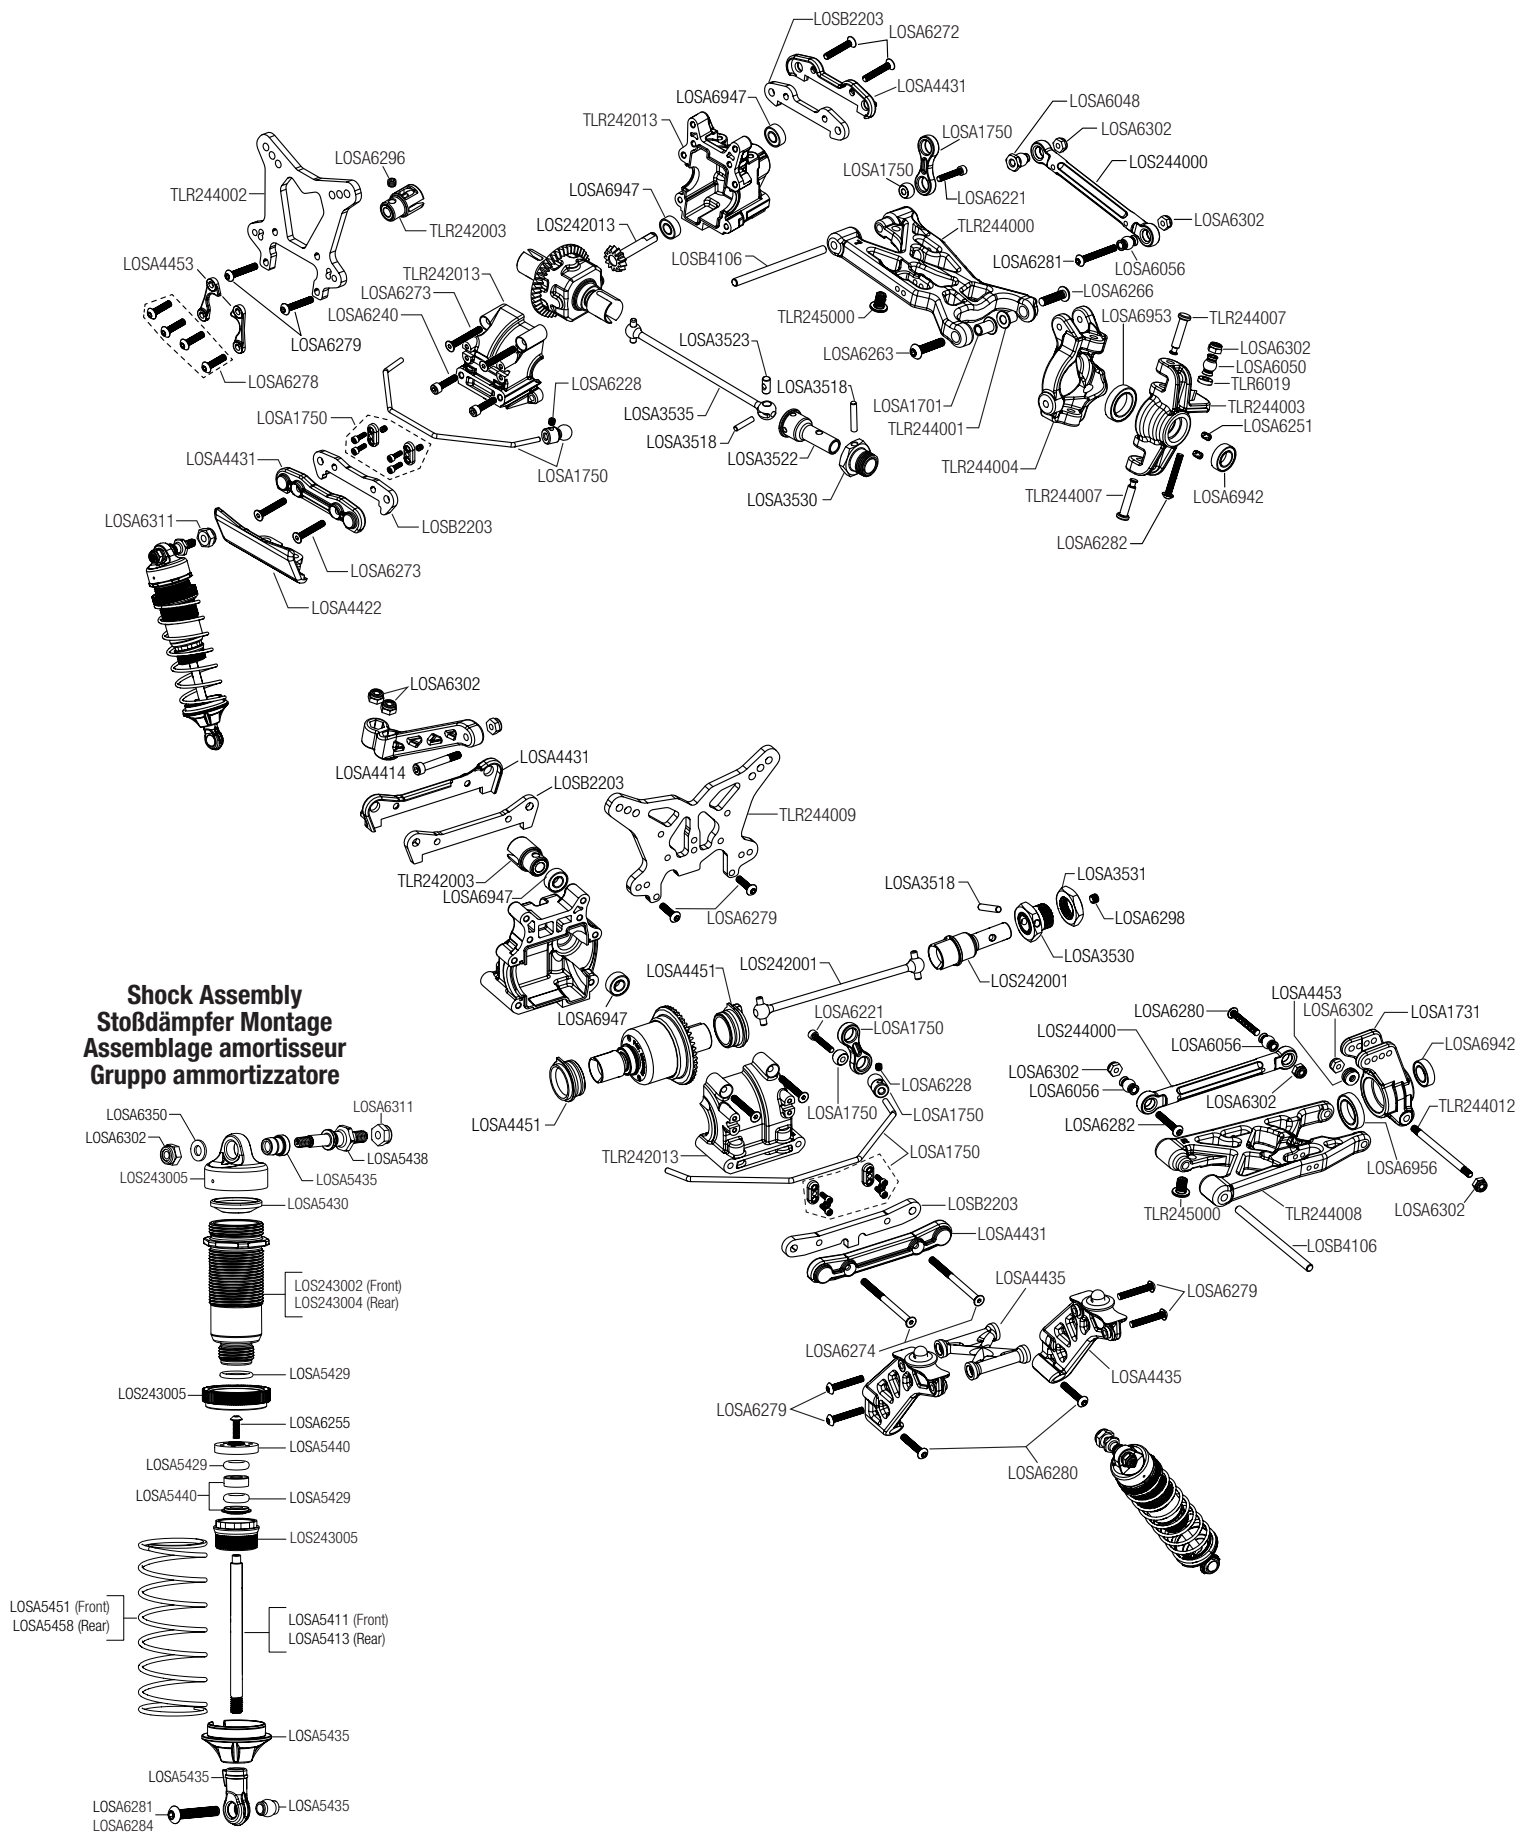 LOSB2203
LOSA6272
LOSA4431
LOSA6947
TLR242013
LOSA6048
LOSA6302
LOSA1750
LOS244000
LOSA1750
LOSA6221
LOSA6296
TLR244002
TLR242003
LOSA6947
LOS242013
TLR244000
LOSA6302
LOSA6281
LOSA6056
LOSB4106
LOSA4453
TLR242013
LOSA6273
LOSA6240
LOSA6266
LOSA6953
TLR245000
TLR244007
LOSA6279
LOSA6278
LOSA3523
LOSA6263
LOSA6302
LOSA6050
TLR6019
TLR244003
LOSA6251
LOSA6228
LOSA3518
LOSA1701
TLR244001
LOSA1750
LOSA3535
LOSA3518
LOSA3522
LOSA4431
LOSA1750
TLR244004
LOSA3530
TLR244007
LOSA6942
LOSA6311
LOSB2203
LOSA6282
LOSA6273
LOSA4422
LOSA6302
LOSA4431
LOSA4414
LOSB2203
TLR244009
TLR242003
LOSA6947
LOSA6279
LOSA3518
LOSA3531
LOSA6298
LOSA3530
LOSA4451
LOS242001
LOS242001
LOSA6947
LOSA4451
LOSA6221
LOSA1750
LOSA6228
LOSA1750
LOSA1750
TLR242013
LOSA1750
LOSA4453
LOSA6280
LOSA6302
LOSA1731
LOS244000
LOSA6056
LOSA6942
LOSA6302
LOSA6056
LOSA6302
TLR244012
LOSA6282
LOSA6956
TLR245000
TLR244008
LOSA6302
LOSB4106
LOSB2203
LOSA4431
LOSA4435
LOSA6279
LOSA6274
LOSA4435
LOSA6279
LOSA6280
Shock Assembly
Stoßdämpfer Montage
Assemblage amortisseur
Gruppo ammortizzatore
LOSA6350
LOSA6311
LOSA6302
LOSA5438
LOS243005
LOSA5435
LOSA5430
LOS243002 (Front)
LOS243004 (Rear)
LOSA5429
LOS243005
LOSA6255
LOSA5440
LOSA5429
LOSA5440
LOSA5429
LOS243005
LOSA5451 (Front)
LOSA5458 (Rear)
LOSA5411 (Front)
LOSA5413 (Rear)
LOSA5435
LOSA5435
LOSA6281
LOSA6284
LOSA5435